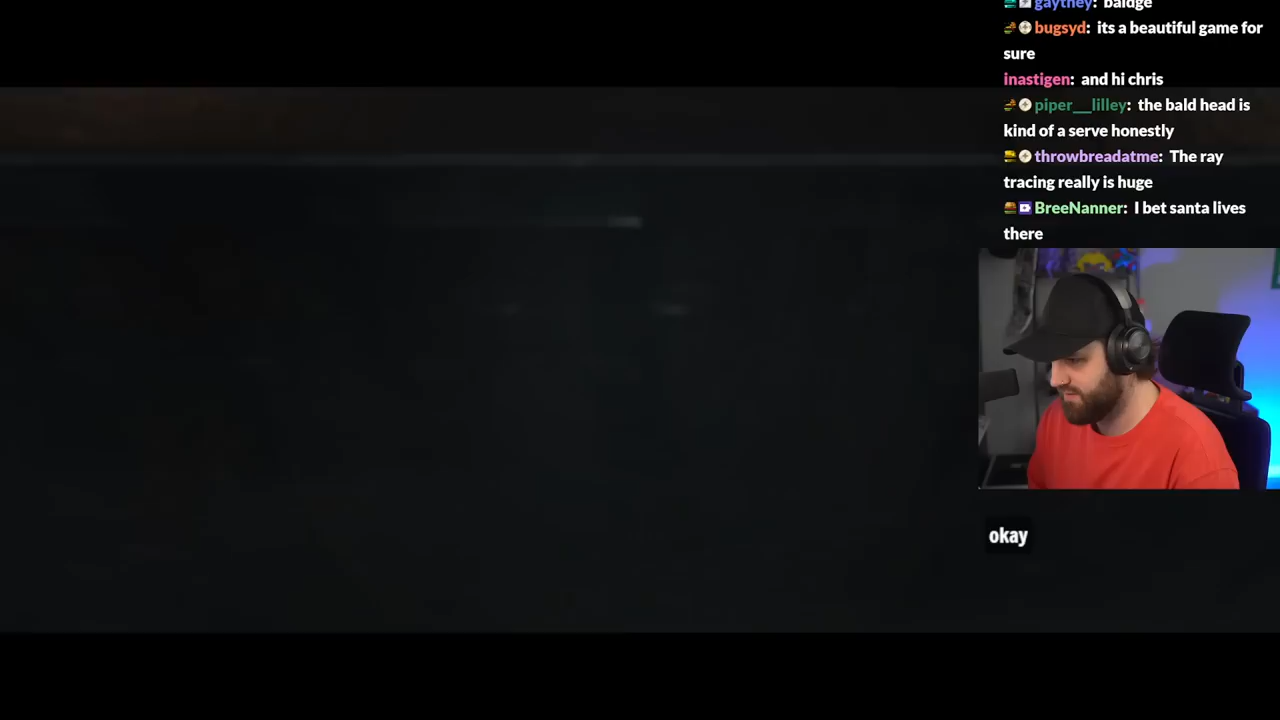 gaytney: baldge
bugsyd: its a beautiful game for
sure
inastigen: and hi chris
piper__lilley: the bald head is
kind of a serve honestly
throwbreadatme: The ray
tracing really is huge
BreeNanner: I bet santa lives
there
okay